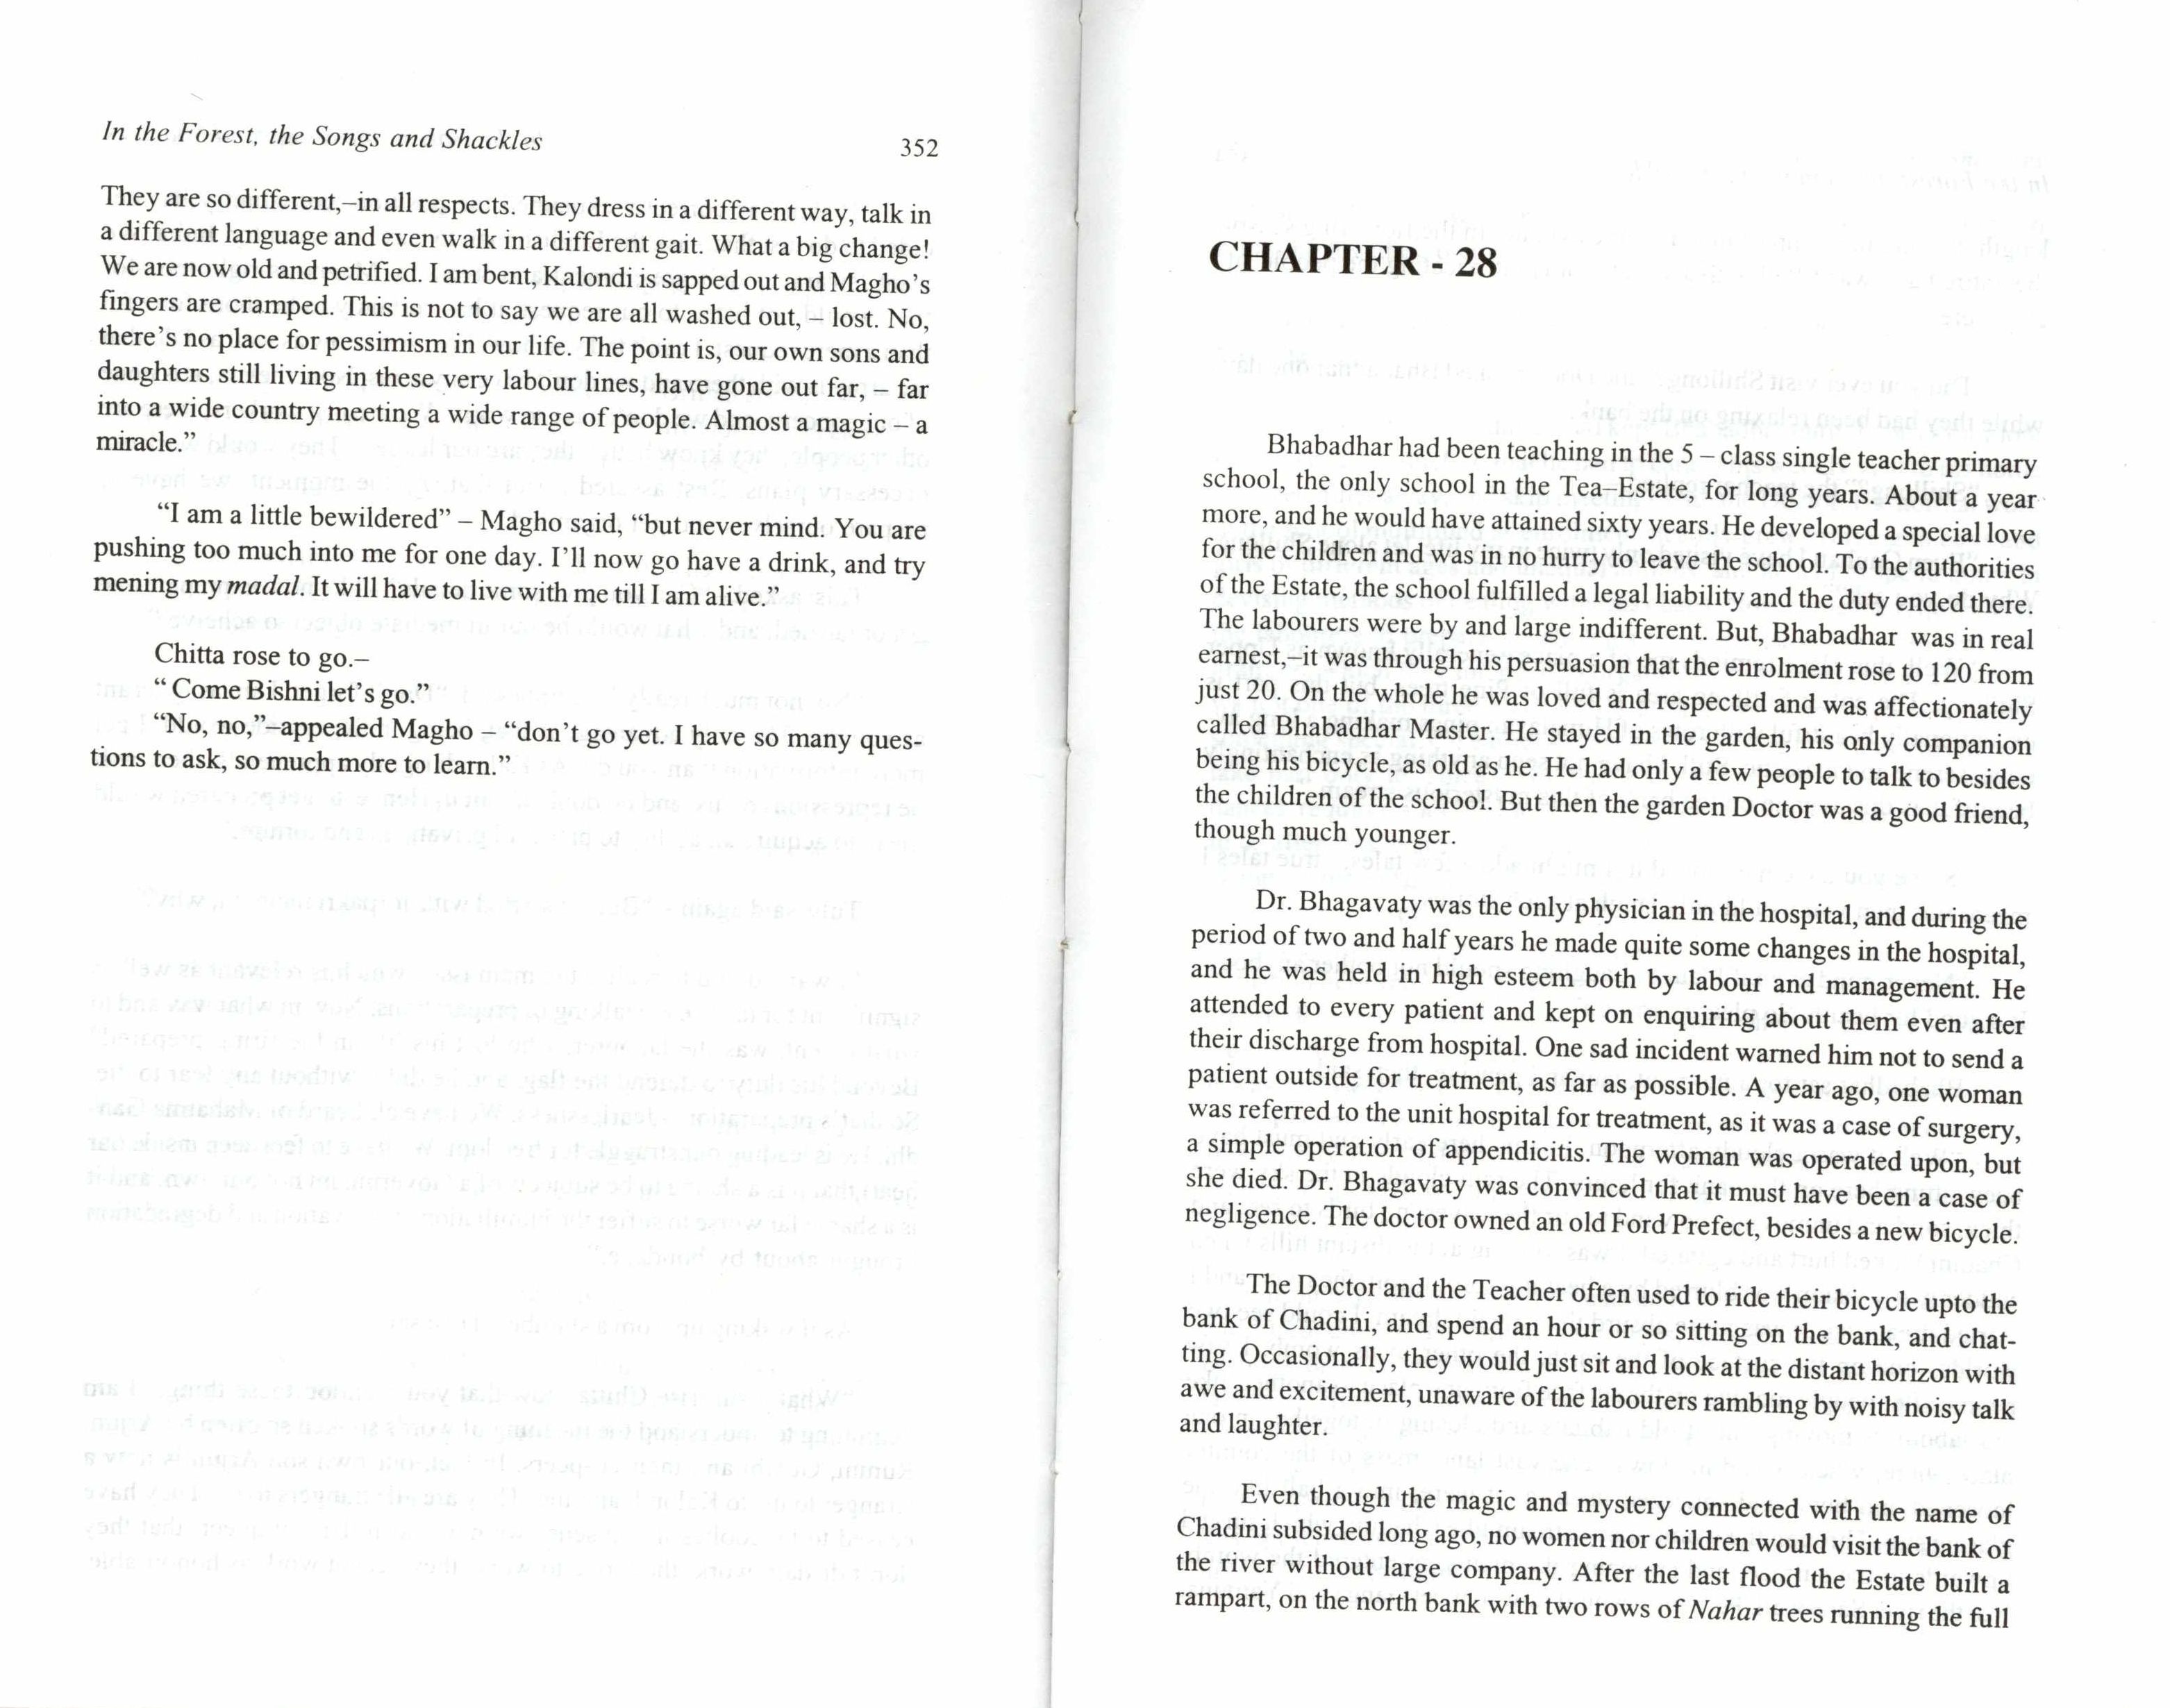 In the Forest, the Songs and Shackles 352
They are so different,–in all respects. They dress in a different way, talk in
a different language and even walk in a different gait. What a big change!
We are now old and petrified. I am bent, Kalondi is sapped out and Magho's
fingers are cramped. This is not to say we are all washed out, – lost. No,
there's no place for pessimism in our life. The point is, our own sons and
daughters still living in these very labour lines, have gone out far, – far
into a wide country meeting a wide range of people. Almost a magic – a
miracle.”
“I am a little bewildered” – Magho said, “but never mind. You are
pushing too much into me for one day. I'll now go have a drink, and try
mening my madal. It will have to live with me till I am alive.”
Chitta rose to go.–
“ Come Bishni let's go.”
“No, no,”–appealed Magho – “don't go yet. I have so many ques-
tions to ask, so much more to learn.”
CHAPTER - 28
Bhabadhar had been teaching in the 5 – class single teacher primary
school, the only school in the Tea–Estate, for long years. About a year
more, and he would have attained sixty years. He developed a special love
for the children and was in no hurry to leave the school. To the authorities
of the Estate, the school fulfilled a legal liability and the duty ended there.
The labourers were by and large indifferent. But, Bhabadhar was in real
earnest,–it was through his persuasion that the enrolment rose to 120 from
just 20. On the whole he was loved and respected and was affectionately
called Bhabadhar Master. He stayed in the garden, his only companion
being his bicycle, as old as he. He had only a few people to talk to besides
the children of the school. But then the garden Doctor was a good friend,
though much younger.
Dr. Bhagavaty was the only physician in the hospital, and during the
period of two and half years he made quite some changes in the hospital,
and he was held in high esteem both by labour and management. He
attended to every patient and kept on enquiring about them even after
their discharge from hospital. One sad incident warned him not to send a
patient outside for treatment, as far as possible. A year ago, one woman
was referred to the unit hospital for treatment, as it was a case of surgery,
a simple operation of appendicitis. The woman was operated upon, but
she died. Dr. Bhagavaty was convinced that it must have been a case of
negligence. The doctor owned an old Ford Prefect, besides a new bicycle.
The Doctor and the Teacher often used to ride their bicycle upto the
bank of Chadini, and spend an hour or so sitting on the bank, and chat-
ting. Occasionally, they would just sit and look at the distant horizon with
awe and excitement, unaware of the labourers rambling by with noisy talk
and laughter.
Even though the magic and mystery connected with the name of
Chadini subsided long ago, no women nor children would visit the bank of
the river without large company. After the last flood the Estate built a
rampart, on the north bank with two rows of Nahar trees running the full